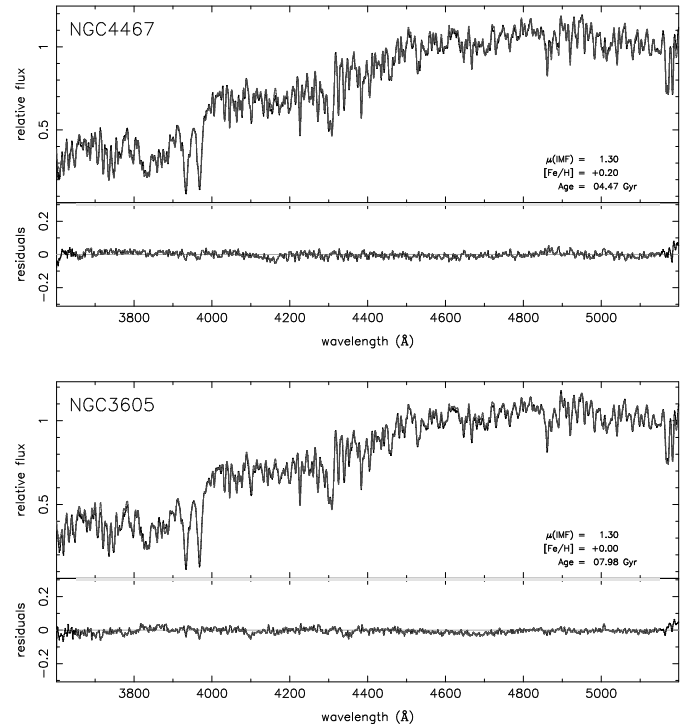 NGC4467
relative flux
1
0.5
μ(IMF) = 1.30
[Fe/H] = +0.20
Age = 04.47 Gyr
residuals
0.2
0
−0.2
3800 4000 4200 4400 4600 4800 5000
wavelength (Å)
NGC3605
relative flux
1
0.5
μ(IMF) = 1.30
[Fe/H] = +0.00
Age = 07.98 Gyr
residuals
0.2
0
−0.2
3800 4000 4200 4400 4600 4800 5000
wavelength (Å)